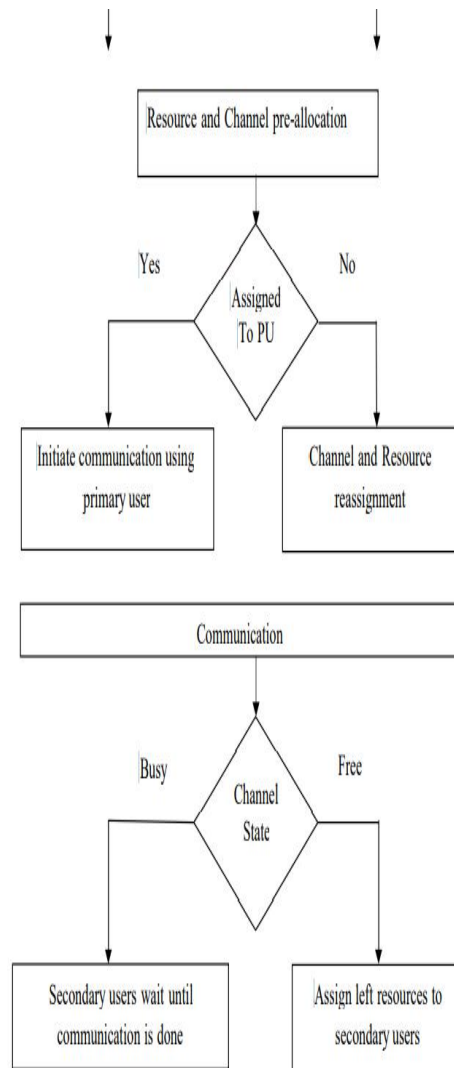 Resource and Channel pre-allocation
Yes
No
Assigned
To PU
Initiate communication using
primary user
Channel and Resource
reassignment
Communication
Busy
Free
Channel
State
Secondary users wait until
communication is done
Assign left resources to
secondary users